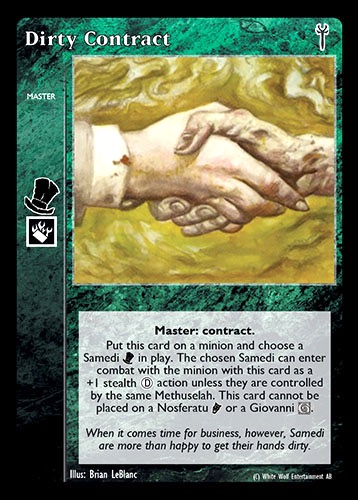 Dirty Contract
MASTER
Master: contract.
Put this card on a minion and choose a
Samedi in play. The chosen Samedi can enter
combat with the minion with this card as a
+1 stealth D action unless they are controlled
by the same Methuselah. This card cannot be
placed on a Nosferatu or a Giovanni G.
When it comes time for business, however, Samedi
are more than happy to get their hands dirty.
Illus: Brian LeBlanc (C) White Wolf Entertainment AB